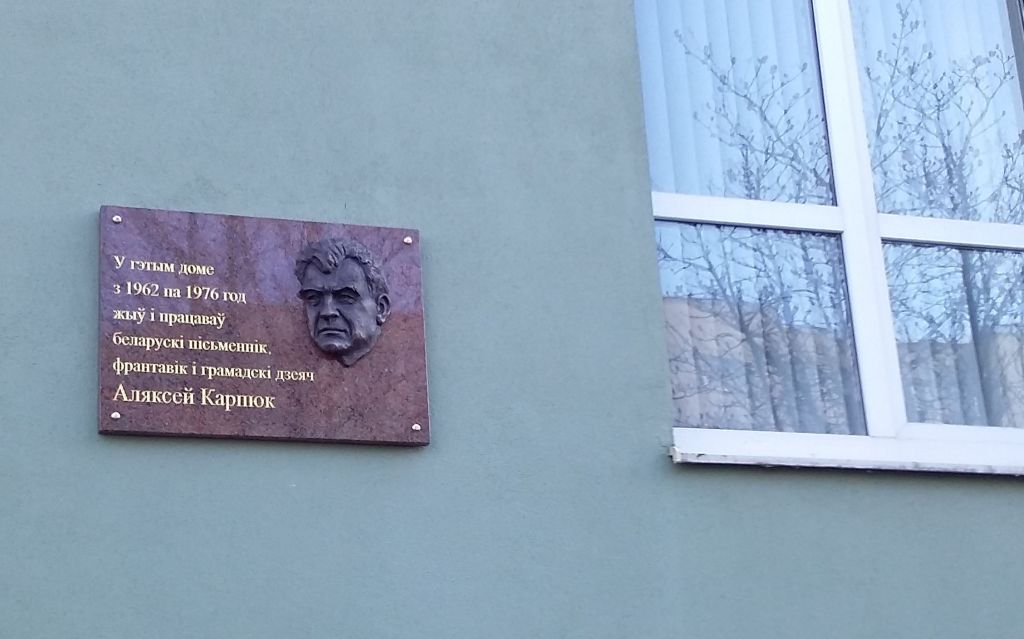 У гэтым доме
з 1962 па 1976 год
жыў і працаваў
беларускі пісьменнік,
франтавік і грамадскі дзеяч
Аляксей Карпюк